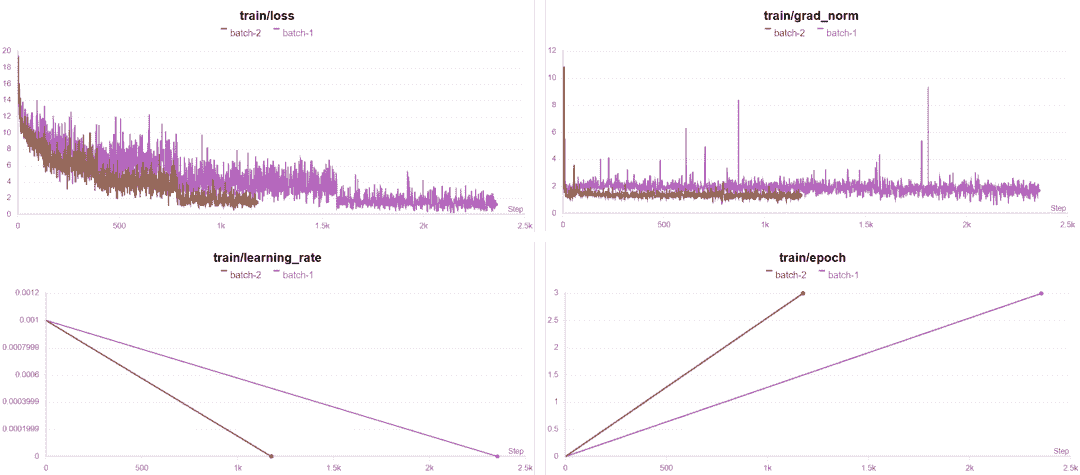 train/loss
batch-2 batch-1
20
18
16
14
12
10
8
6
4
2
0
Step
0 500 1k 1.5k 2k 2.5k
train/grad_norm
batch-2 batch-1
12
10
8
6
4
2
0
Step
0 500 1k 1.5k 2k 2.5k
train/learning_rate
batch-2 batch-1
0.0012
0.001
0.0007999
0.0006
0.0003999
0.0001999
0
Step
0 500 1k 1.5k 2k 2.5k
train/epoch
batch-2 batch-1
3
2.5
2
1.5
1
0.5
0
Step
0 500 1k 1.5k 2k 2.5k